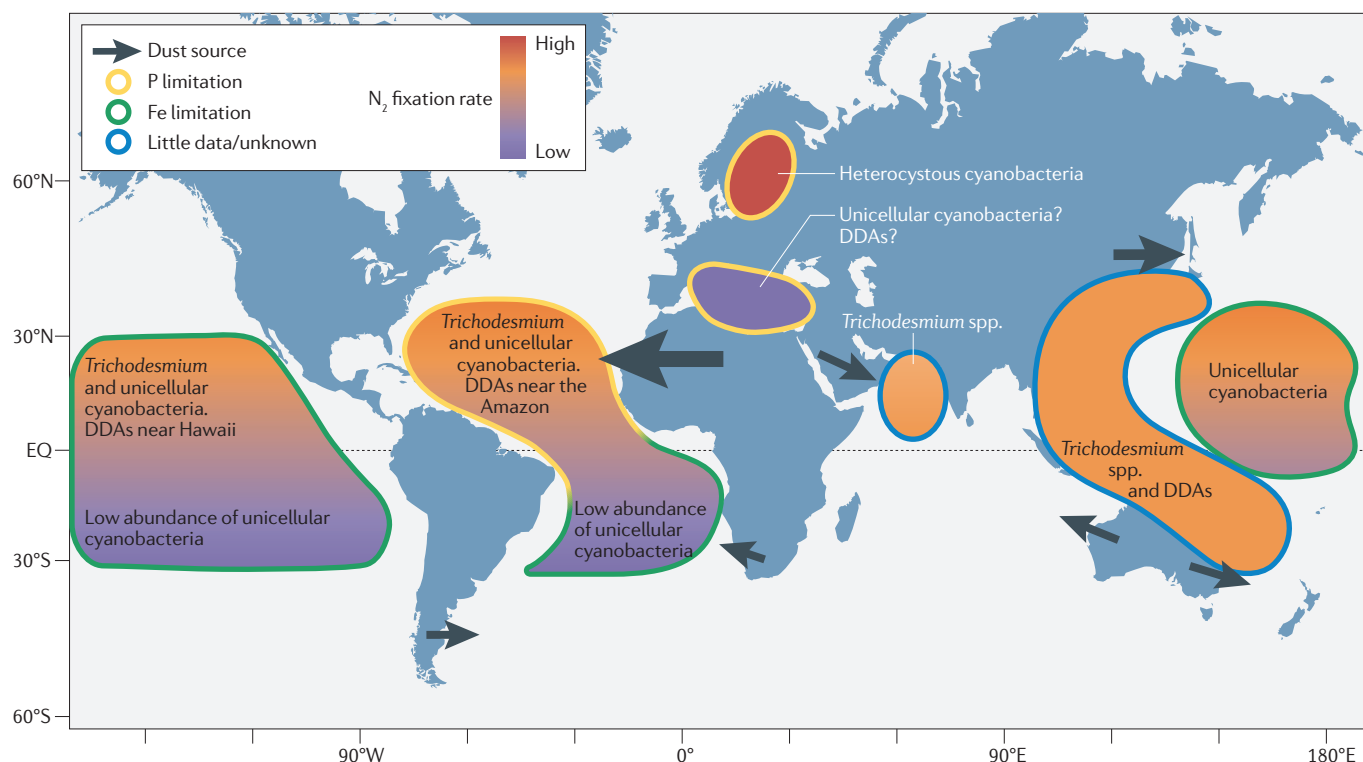 Dust source
P limitation
Fe limitation
Little data/unknown
N₂ fixation rate
High
Low
60°N
30°N
EQ
30°S
60°S
Heterocystous cyanobacteria
Unicellular cyanobacteria?
DDAs?
Trichodesmium spp.
Trichodesmium
and unicellular
cyanobacteria.
DDAs near Hawaii
Low abundance of unicellular
cyanobacteria
Trichodesmium
and unicellular
cyanobacteria.
DDAs near the
Amazon
Low abundance
of unicellular
cyanobacteria
Unicellular
cyanobacteria
Trichodesmium
spp.
and DDAs
90°W
0°
90°E
180°E